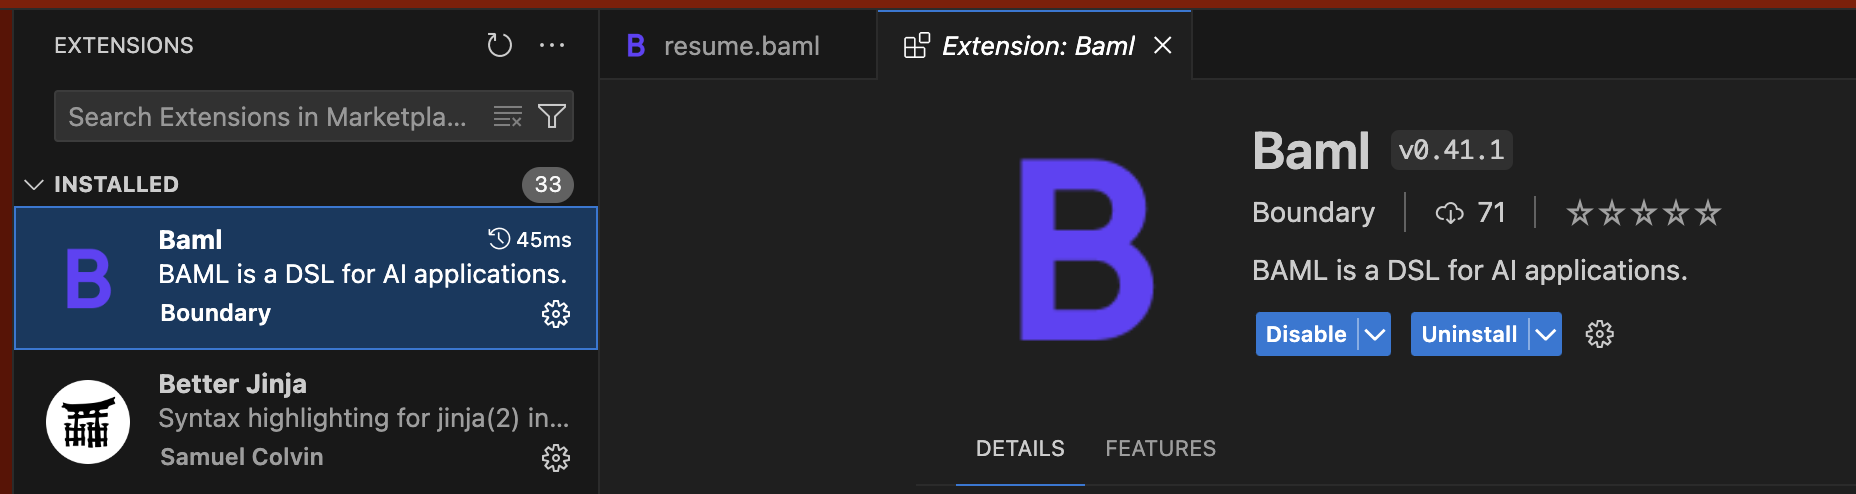 EXTENSIONS
Search Extensions in Marketpla...
INSTALLED 33
Baml 45ms
BAML is a DSL for AI applications.
Boundary
Better Jinja
Syntax highlighting for jinja(2) in...
Samuel Colvin
B resume.baml
Extension: Baml
B
Baml v0.41.1
Boundary 71
BAML is a DSL for AI applications.
Disable Uninstall
DETAILS FEATURES